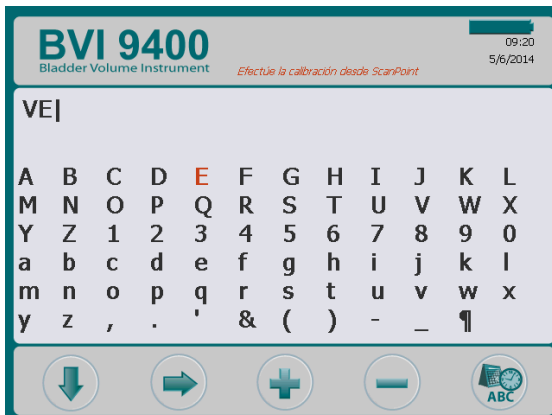 BVI 9400
Bladder Volume Instrument
Efectúe la calibración desde ScanPoint
09:20
5/6/2014
VE|
A B C D E F G H I J K L
M N O P Q R S T U V W X
Y Z 1 2 3 4 5 6 7 8 9 0
a b c d e f g h i j k l
m n o p q r s t u v w x
y z , . ' & ( ) - _ ¶
ABC